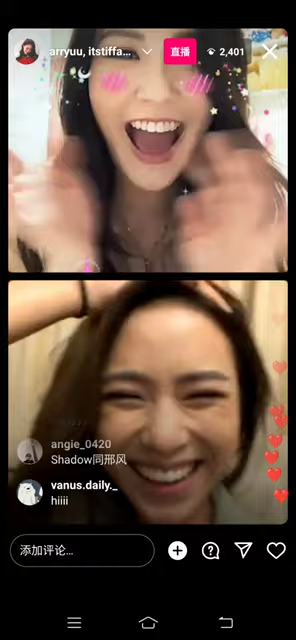 arryuu, itstiffa...
直播
2,401
angie_0420
Shadow同邢风
vanus.daily._
hiiii
添加评论...